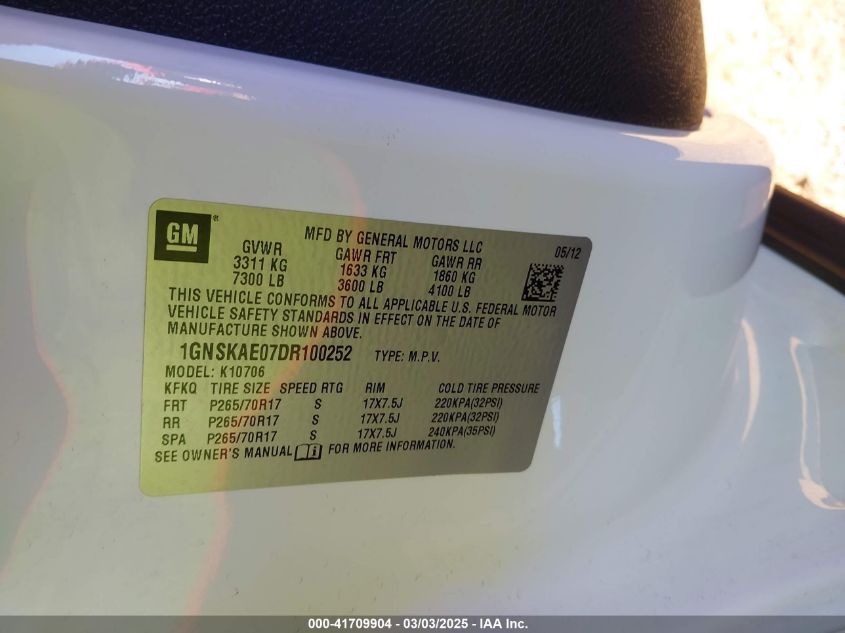 GM ®
MFD BY GENERAL MOTORS LLC 05/12
GVWR GAWR FRT GAWR RR
3311 KG 1633 KG 1860 KG
7300 LB 3600 LB 4100 LB
THIS VEHICLE CONFORMS TO ALL APPLICABLE U.S. FEDERAL MOTOR
VEHICLE SAFETY STANDARDS IN EFFECT ON THE DATE OF
MANUFACTURE SHOWN ABOVE.
1GNSKAE07DR100252 TYPE: M.P.V.
MODEL: K10706
KFKQ TIRE SIZE SPEED RTG RIM COLD TIRE PRESSURE
FRT P265/70R17 S 17X7.5J 220KPA(32PSI)
RR P265/70R17 S 17X7.5J 220KPA(32PSI)
SPA P265/70R17 S 17X7.5J 240KPA(35PSI)
SEE OWNER'S MANUAL i FOR MORE INFORMATION.
000-41709904 - 03/03/2025 - IAA Inc.